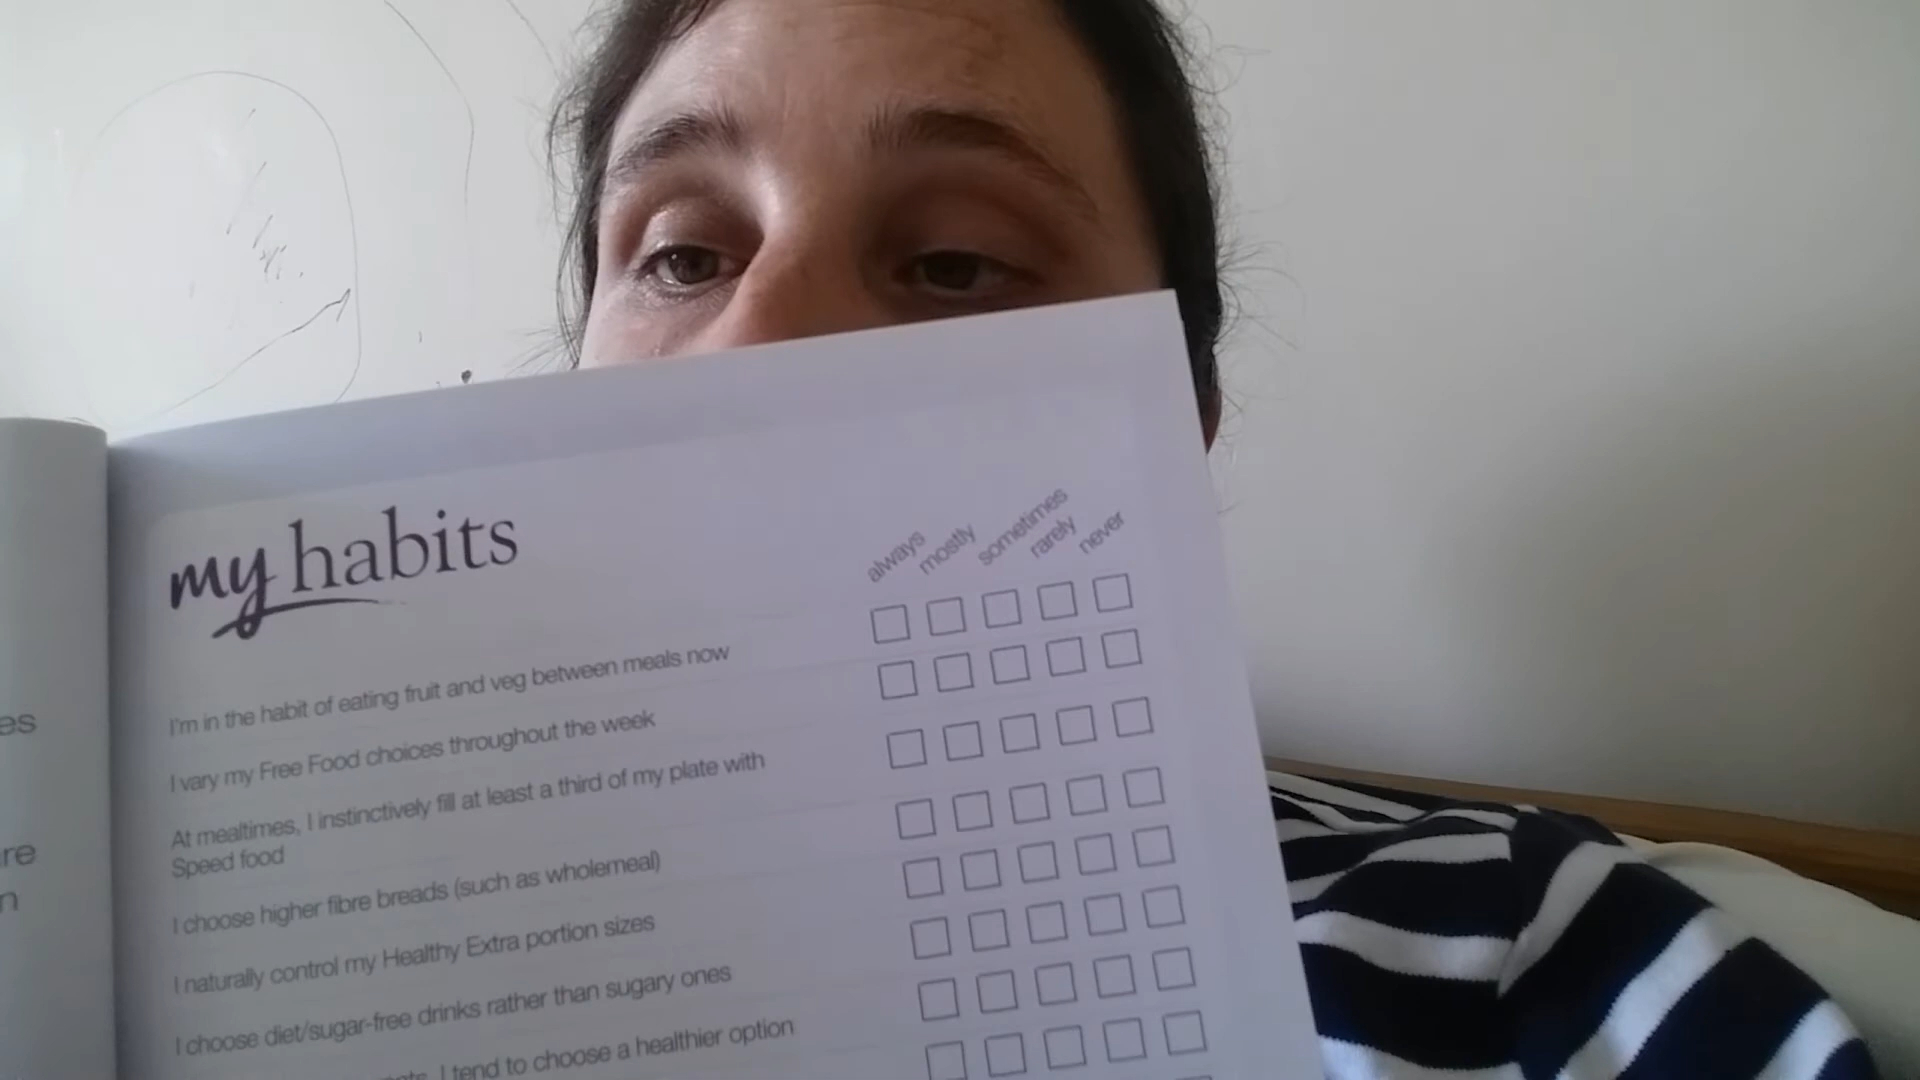 my habits
always mostly sometimes rarely never
I'm in the habit of eating fruit and veg between meals now
I vary my Free Food choices throughout the week
At mealtimes, I instinctively fill at least a third of my plate with
Speed food
I choose higher fibre breads (such as wholemeal)
I naturally control my Healthy Extra portion sizes
I choose diet/sugar-free drinks rather than sugary ones
I tend to choose a healthier option